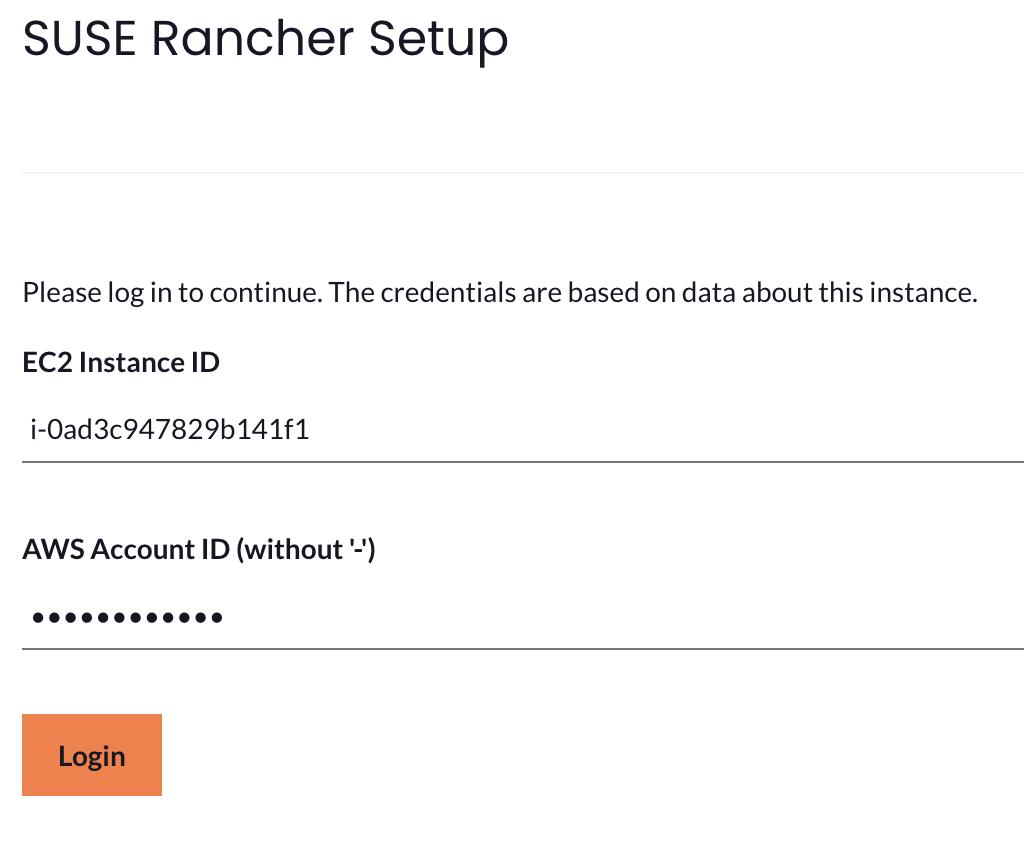 SUSE Rancher Setup
Please log in to continue. The credentials are based on data about this instance.
EC2 Instance ID
i-0ad3c947829b141f1
AWS Account ID (without '-')
••••••••••••
Login